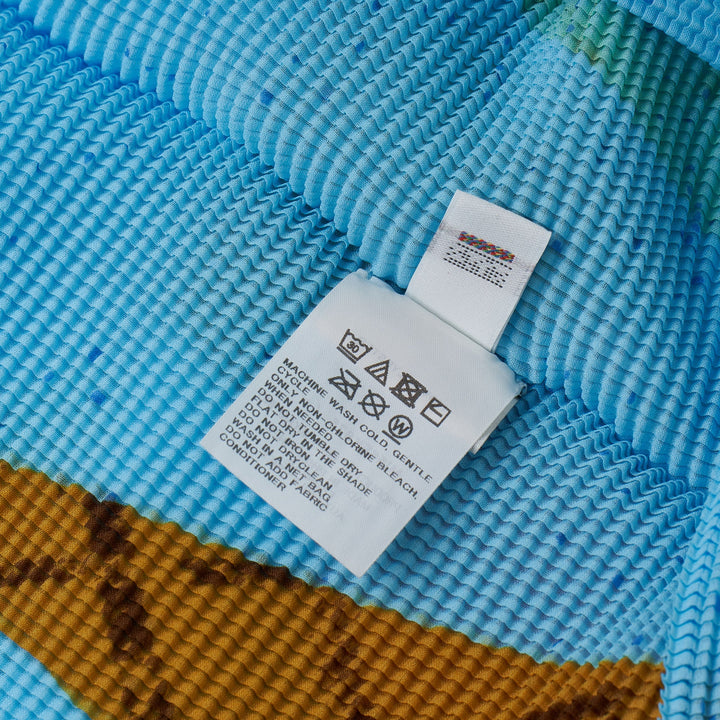 30
W
MACHINE WASH COLD, GENTLE
CYCLE
ONLY NON-CHLORINE BLEACH,
WHEN NEEDED
DO NOT TUMBLE DRY
FLAT DRY IN THE SHADE
DO NOT IRON
DO NOT DRYCLEAN
WASH IN A NET BAG
DO NOT ADD FABRIC
CONDITIONER